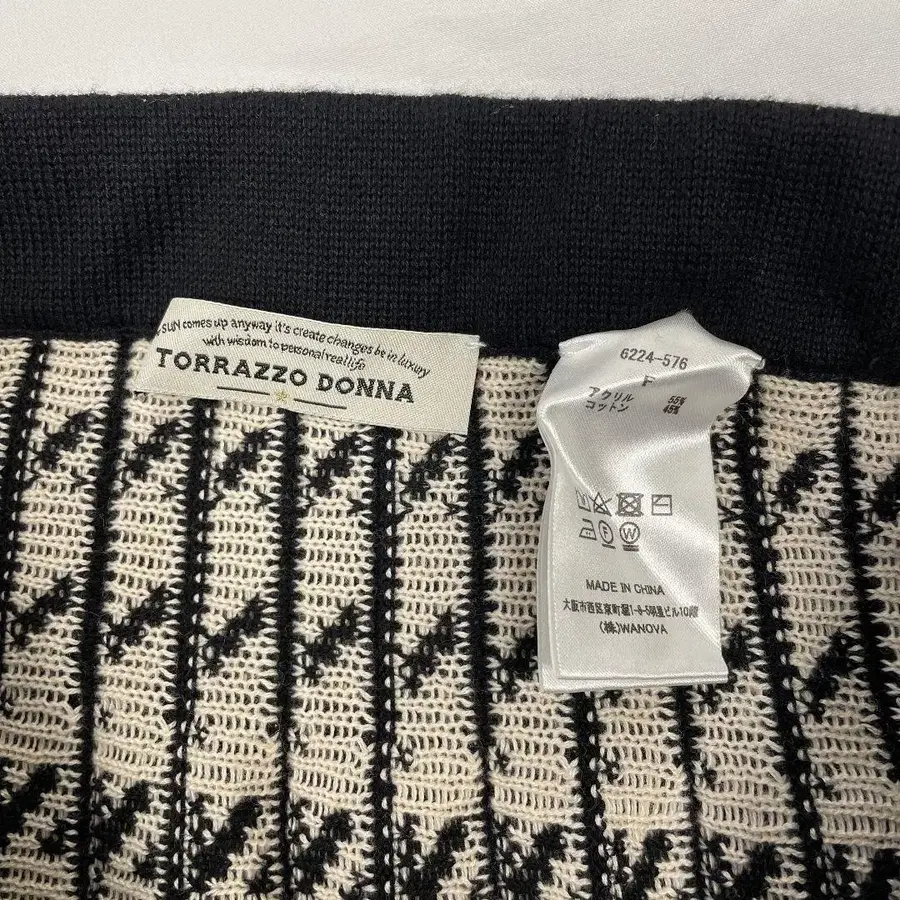 SUN comes up anyway it's create changes be in luxury
with wisdom to personal real life
TORRAZZO DONNA
6224-576
F
アクリル 55%
コットン 45%
MADE IN CHINA
大阪市西区京町堀1-8-5明星ビル10階
(株)WANOVA